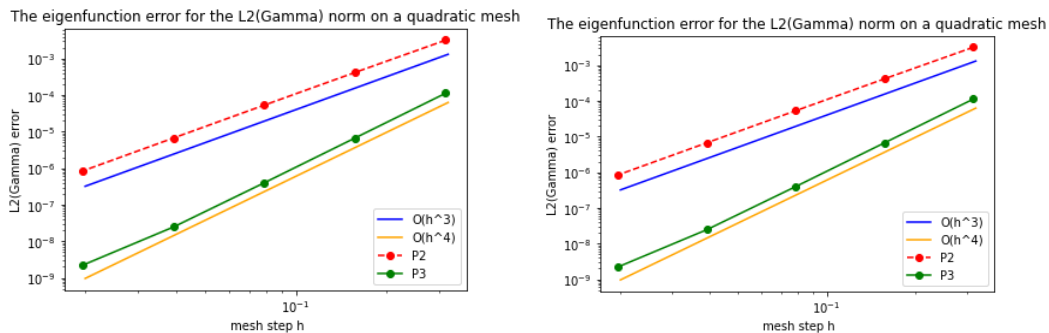 The eigenfunction error for the L2(Gamma) norm on a quadratic mesh
L2(Gamma) error
10⁻³
10⁻⁴
10⁻⁵
10⁻⁶
10⁻⁷
10⁻⁸
10⁻⁹
O(h^3)
O(h^4)
P2
P3
10⁻¹
mesh step h
The eigenfunction error for the L2(Gamma) norm on a quadratic mesh
L2(Gamma) error
10⁻³
10⁻⁴
10⁻⁵
10⁻⁶
10⁻⁷
10⁻⁸
10⁻⁹
O(h^3)
O(h^4)
P2
P3
10⁻¹
mesh step h